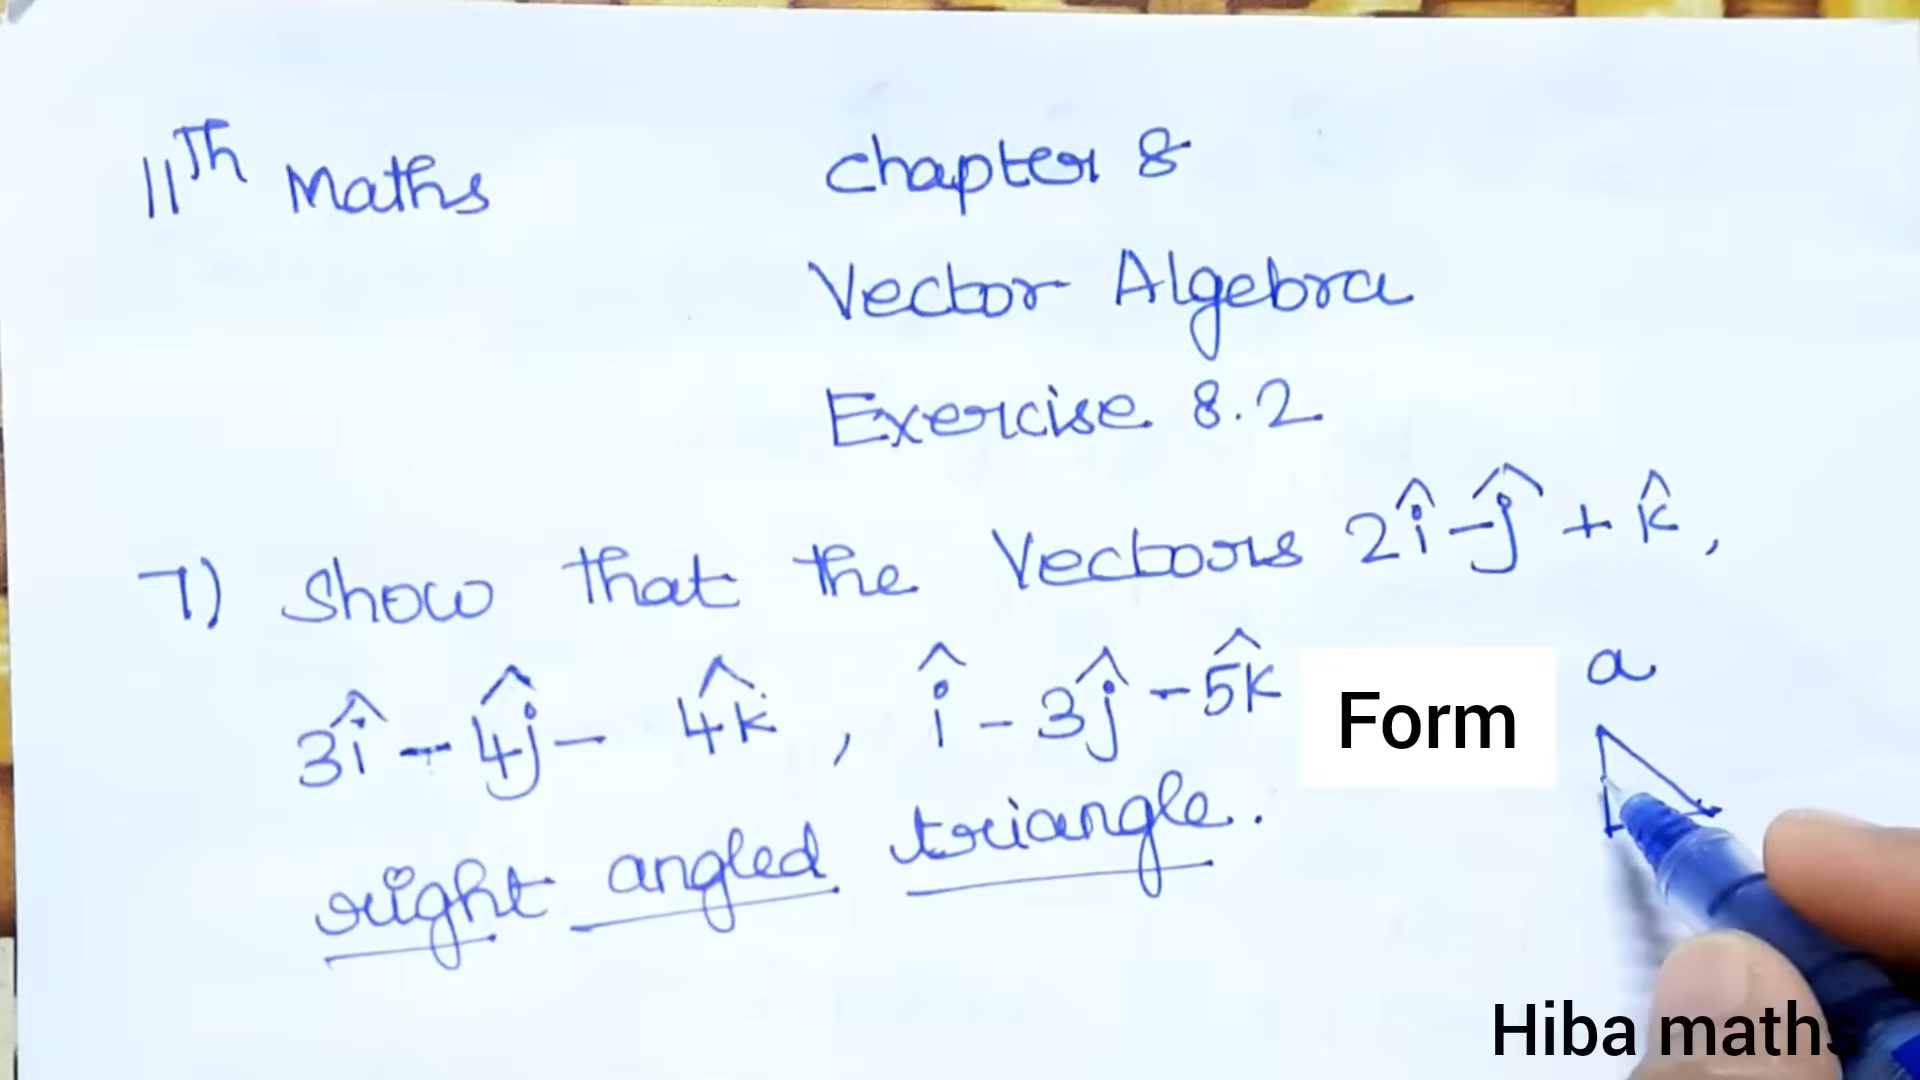 11Th Maths
Chapter 8
Vector Algebra
Exercise 8.2
7) Show that the Vectors 2î - ĵ + k̂,
3î - 4ĵ - 4k̂, î - 3ĵ - 5k̂ Form a
right angled triangle.
Hiba maths